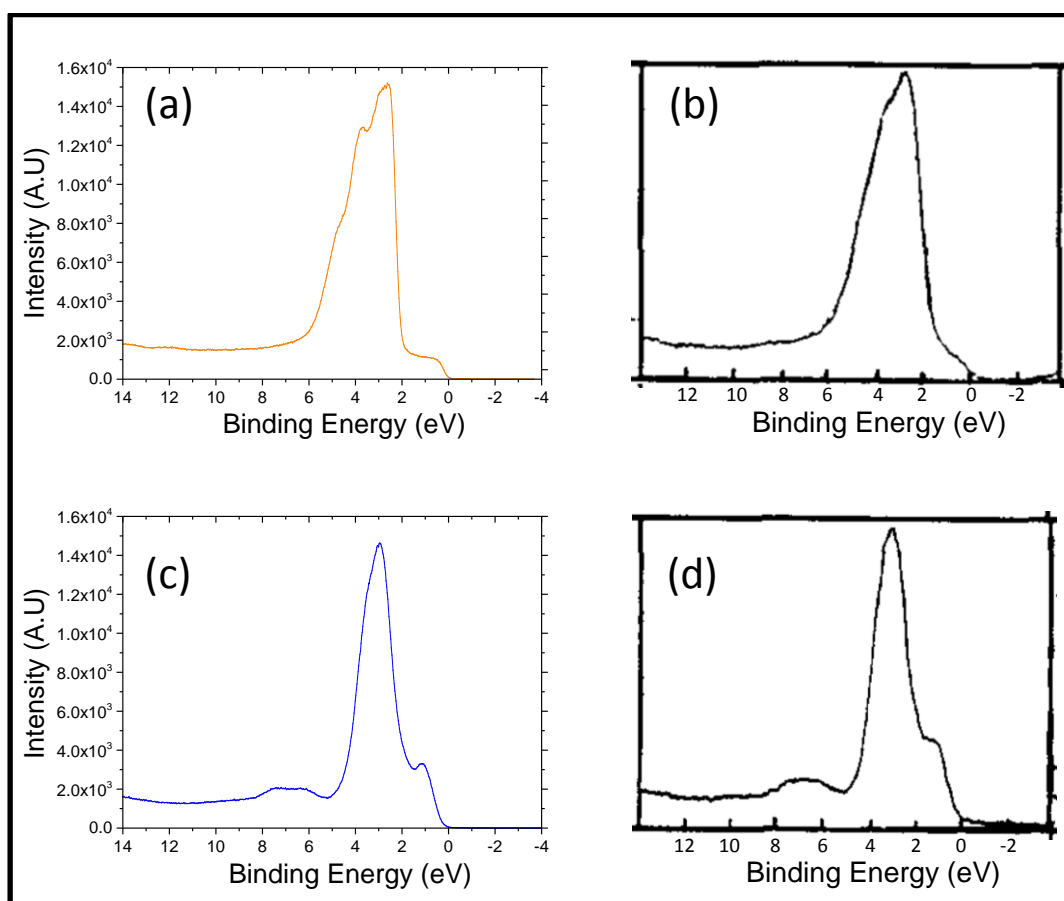 (a)
Intensity (A.U)
1.6x10⁴
1.4x10⁴
1.2x10⁴
1.0x10⁴
8.0x10³
6.0x10³
4.0x10³
2.0x10³
0.0
14 12 10 8 6 4 2 0 -2 -4
Binding Energy (eV)
(b)
12 10 8 6 4 2 0 -2
Binding Energy (eV)
(c)
Intensity (A.U)
1.6x10⁴
1.4x10⁴
1.2x10⁴
1.0x10⁴
8.0x10³
6.0x10³
4.0x10³
2.0x10³
0.0
14 12 10 8 6 4 2 0 -2 -4
Binding Energy (eV)
(d)
12 10 8 6 4 2 0 -2
Binding Energy (eV)